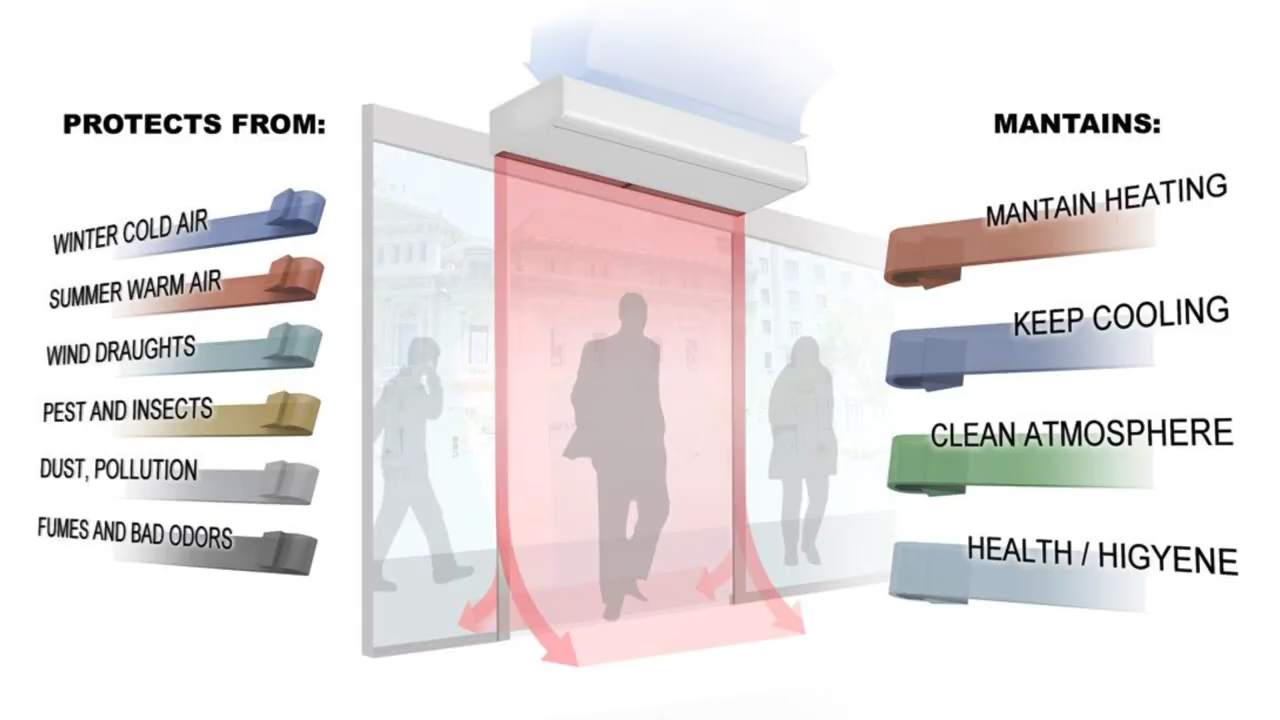 PROTECTS FROM:
WINTER COLD AIR
SUMMER WARM AIR
WIND DRAUGHTS
PEST AND INSECTS
DUST, POLLUTION
FUMES AND BAD ODORS
MANTAINS:
MANTAIN HEATING
KEEP COOLING
CLEAN ATMOSPHERE
HEALTH / HIGYENE